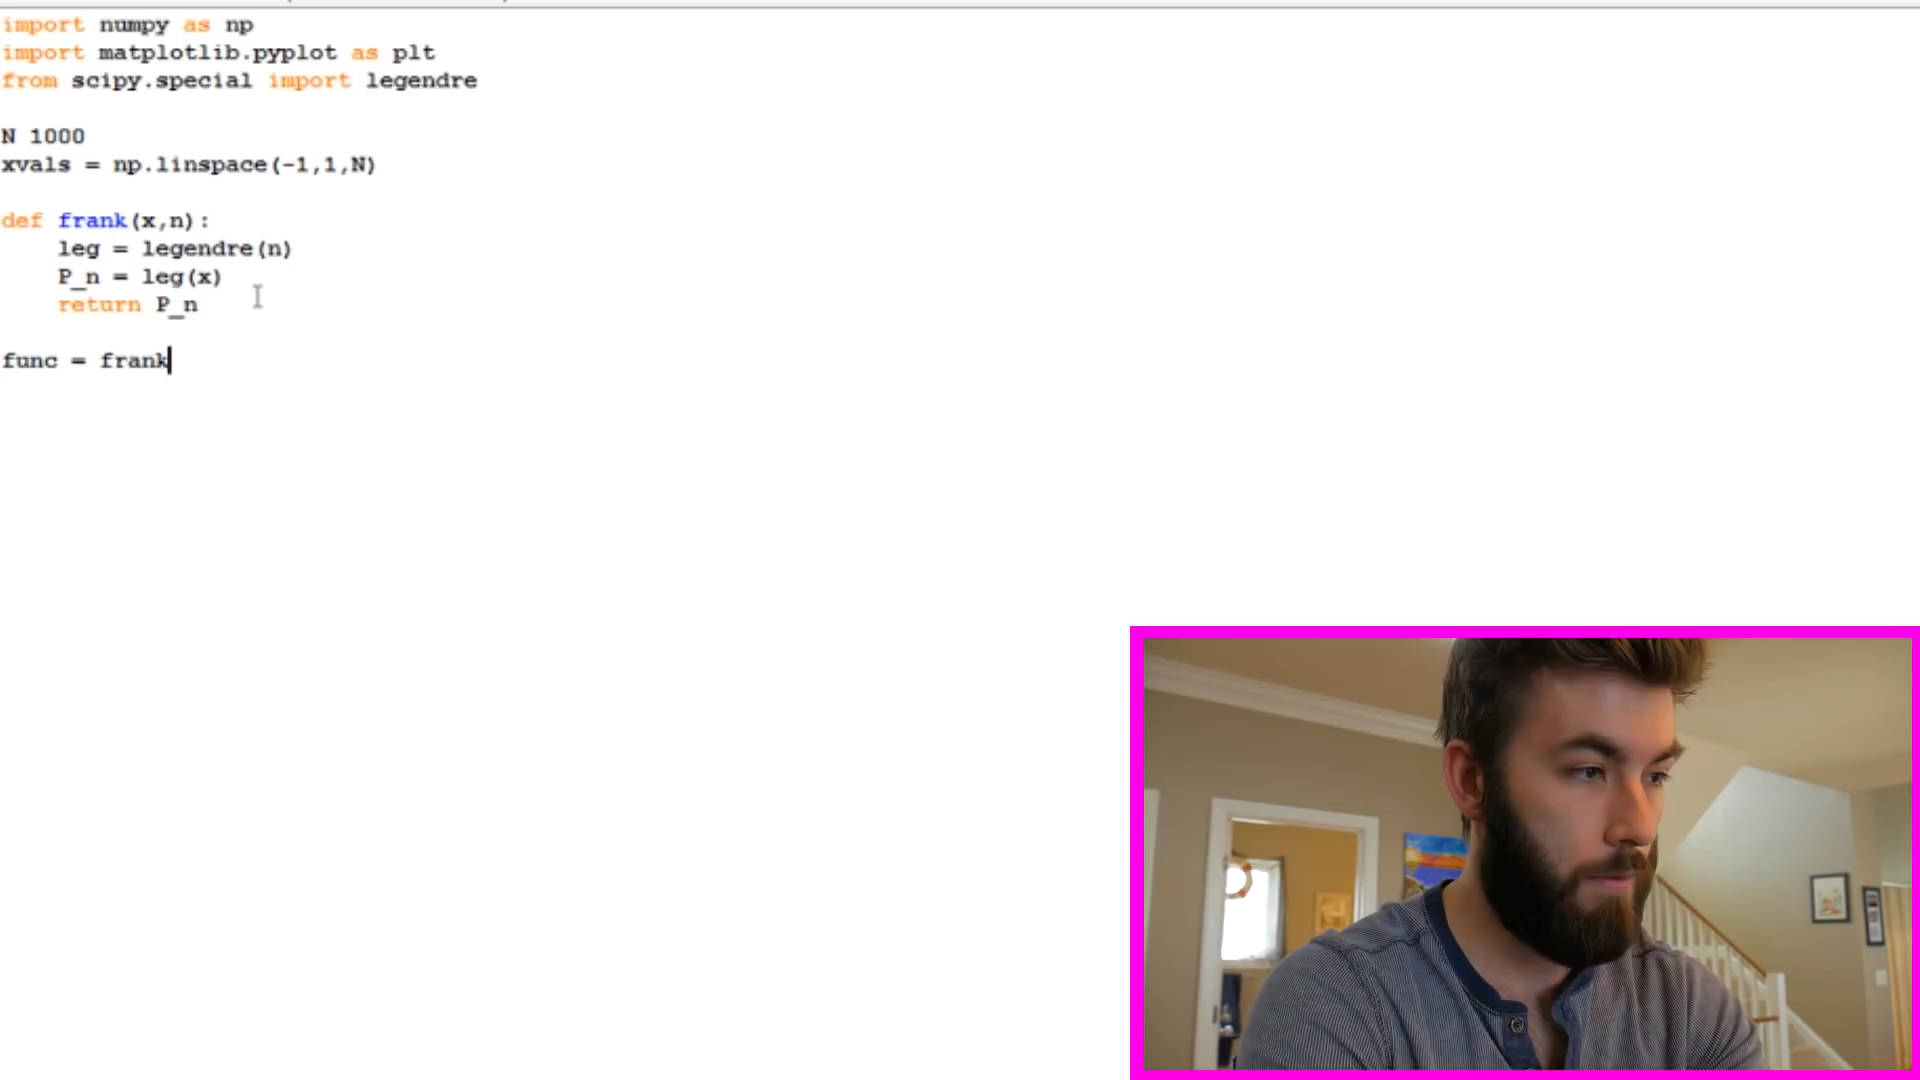 import numpy as np
import matplotlib.pyplot as plt
from scipy.special import legendre
N 1000
xvals = np.linspace(-1,1,N)
def frank(x,n):
leg = legendre(n)
P_n = leg(x)
return P_n
func = frank